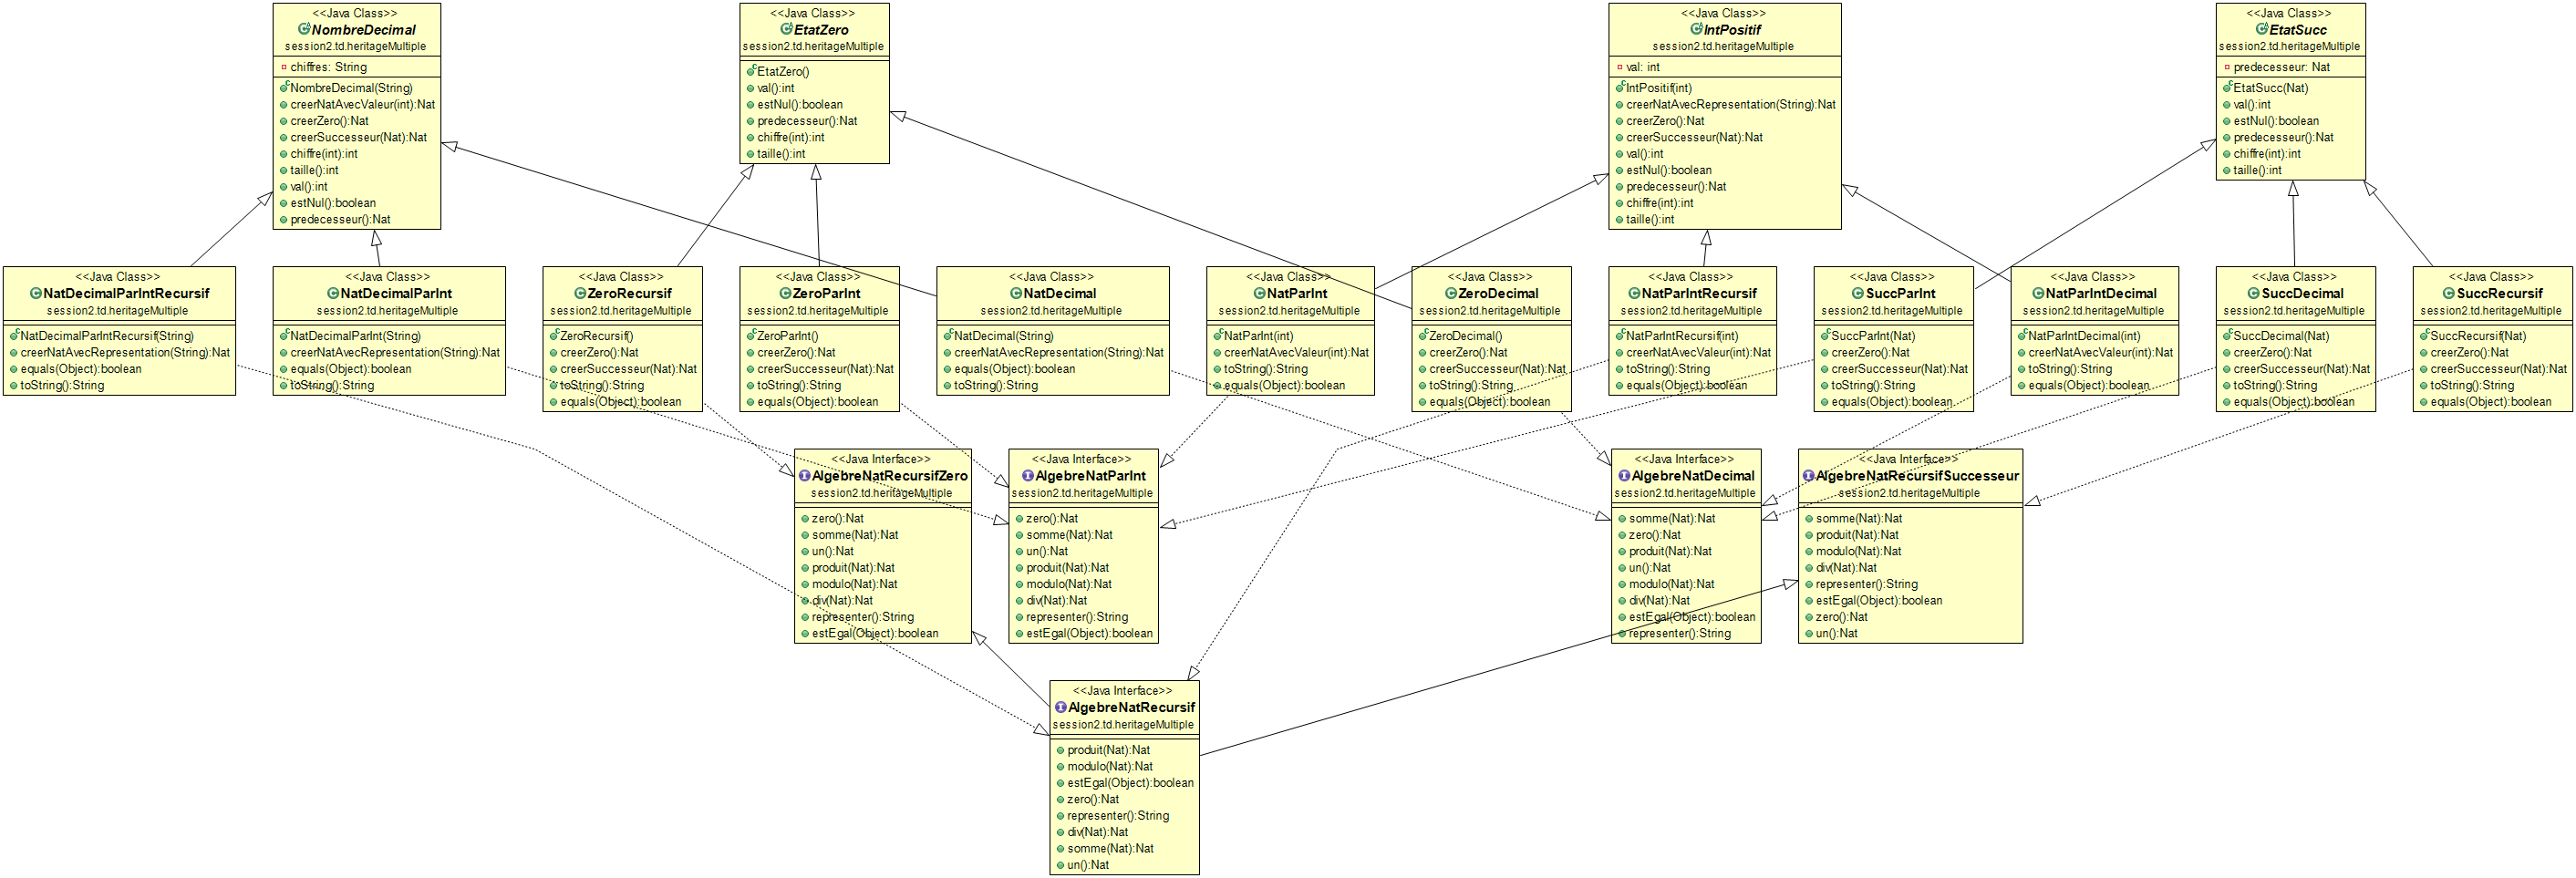 <<Java Class>>
NombreDecimal
session2.td.heritageMultiple
chiffres: String
NombreDecimal(String)
creerNatAvecValeur(int):Nat
creerZero():Nat
creerSuccesseur(Nat):Nat
chiffre(int):int
taille():int
val():int
estNul():boolean
predecesseur():Nat
<<Java Class>>
EtatZero
session2.td.heritageMultiple
EtatZero()
val():int
estNul():boolean
predecesseur():Nat
chiffre(int):int
taille():int
<<Java Class>>
IntPositif
session2.td.heritageMultiple
val: int
IntPositif(int)
creerNatAvecRepresentation(String):Nat
creerZero():Nat
creerSuccesseur(Nat):Nat
val():int
estNul():boolean
predecesseur():Nat
chiffre(int):int
taille():int
<<Java Class>>
EtatSucc
session2.td.heritageMultiple
predecesseur: Nat
EtatSucc(Nat)
val():int
estNul():boolean
predecesseur():Nat
chiffre(int):int
taille():int
<<Java Class>>
NatDecimalParIntRecursif
session2.td.heritageMultiple
NatDecimalParIntRecursif(String)
creerNatAvecRepresentation(String):Nat
equals(Object):boolean
toString():String
<<Java Class>>
NatDecimalParInt
session2.td.heritageMultiple
NatDecimalParInt(String)
creerNatAvecRepresentation(String):Nat
equals(Object):boolean
toString():String
<<Java Class>>
ZeroRecursif
session2.td.heritageMultiple
ZeroRecursif()
creerZero():Nat
creerSuccesseur(Nat):Nat
toString():String
equals(Object):boolean
<<Java Class>>
ZeroParInt
session2.td.heritageMultiple
ZeroParInt()
creerZero():Nat
creerSuccesseur(Nat):Nat
toString():String
equals(Object):boolean
<<Java Class>>
NatDecimal
session2.td.heritageMultiple
NatDecimal(String)
creerNatAvecRepresentation(String):Nat
equals(Object):boolean
toString():String
<<Java Class>>
NatParInt
session2.td.heritageMultiple
NatParInt(int)
creerNatAvecValeur(int):Nat
toString():String
equals(Object):boolean
<<Java Class>>
ZeroDecimal
session2.td.heritageMultiple
ZeroDecimal()
creerZero():Nat
creerSuccesseur(Nat):Nat
toString():String
equals(Object):boolean
<<Java Class>>
NatParIntRecursif
session2.td.heritageMultiple
NatParIntRecursif(int)
creerNatAvecValeur(int):Nat
toString():String
equals(Object):boolean
<<Java Class>>
SuccParInt
session2.td.heritageMultiple
SuccParInt(Nat)
creerZero():Nat
creerSuccesseur(Nat):Nat
toString():String
equals(Object):boolean
<<Java Class>>
NatParIntDecimal
session2.td.heritageMultiple
NatParIntDecimal(int)
creerNatAvecValeur(int):Nat
toString():String
equals(Object):boolean
<<Java Class>>
SuccDecimal
session2.td.heritageMultiple
SuccDecimal(Nat)
creerZero():Nat
creerSuccesseur(Nat):Nat
toString():String
equals(Object):boolean
<<Java Class>>
SuccRecursif
session2.td.heritageMultiple
SuccRecursif(Nat)
creerZero():Nat
creerSuccesseur(Nat):Nat
toString():String
equals(Object):boolean
<<Java Interface>>
AlgebreNatRecursifZero
session2.td.heritageMultiple
zero():Nat
somme(Nat):Nat
un():Nat
produit(Nat):Nat
modulo(Nat):Nat
div(Nat):Nat
representer():String
estEgal(Object):boolean
<<Java Interface>>
AlgebreNatParInt
session2.td.heritageMultiple
zero():Nat
somme(Nat):Nat
un():Nat
produit(Nat):Nat
modulo(Nat):Nat
div(Nat):Nat
representer():String
estEgal(Object):boolean
<<Java Interface>>
AlgebreNatDecimal
session2.td.heritageMultiple
somme(Nat):Nat
zero():Nat
produit(Nat):Nat
un():Nat
modulo(Nat):Nat
div(Nat):Nat
estEgal(Object):boolean
representer():String
<<Java Interface>>
AlgebreNatRecursifSuccesseur
session2.td.heritageMultiple
somme(Nat):Nat
produit(Nat):Nat
modulo(Nat):Nat
div(Nat):Nat
representer():String
estEgal(Object):boolean
zero():Nat
un():Nat
<<Java Interface>>
AlgebreNatRecursif
session2.td.heritageMultiple
produit(Nat):Nat
modulo(Nat):Nat
estEgal(Object):boolean
zero():Nat
representer():String
div(Nat):Nat
somme(Nat):Nat
un():Nat